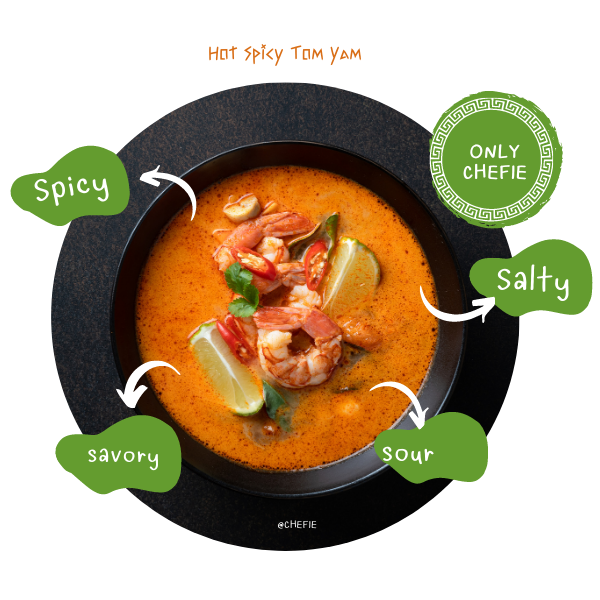 Hot Spicy Tom Yam
ONLY
CHEFIE
Spicy
Salty
savory
sour
@CHEFIE